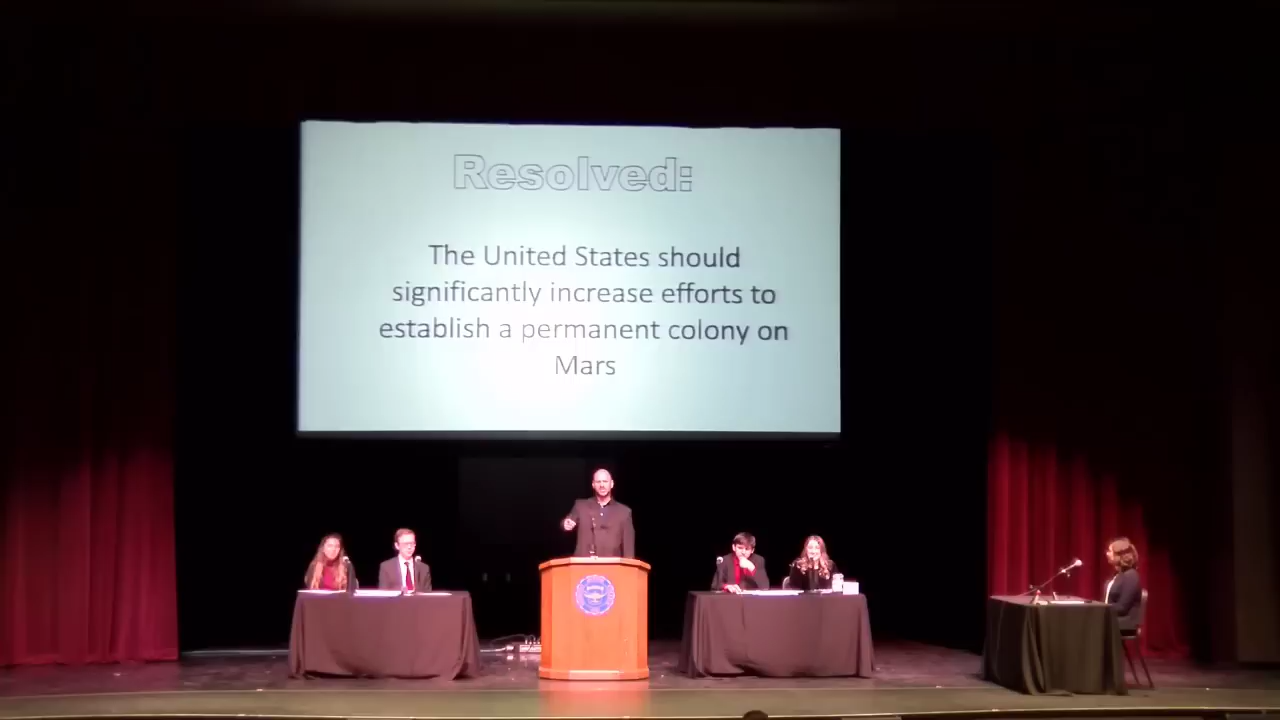 Resolved:
The United States should
significantly increase efforts to
establish a permanent colony on
Mars